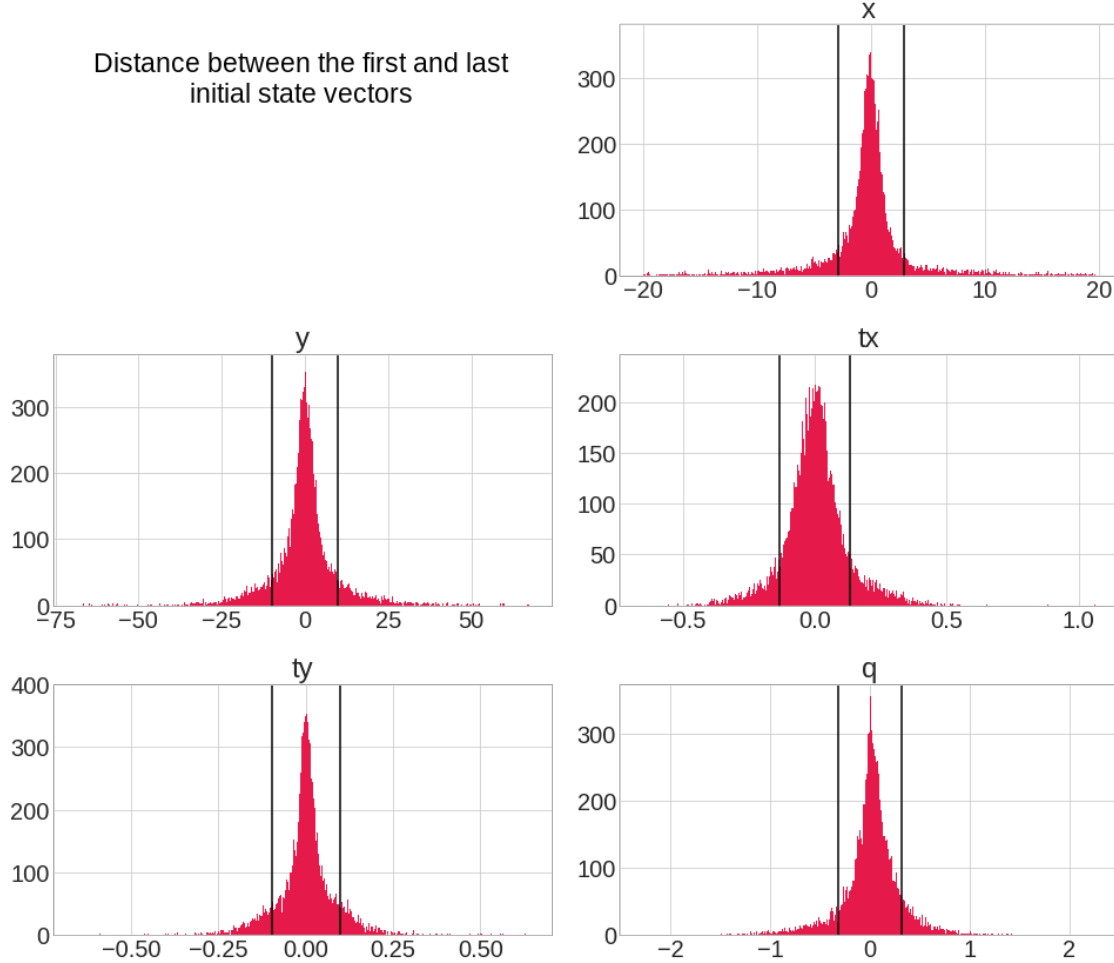 Distance between the first and last
initial state vectors
x
300
200
100
0
−20 −10 0 10 20
y
300
200
100
0
−75 −50 −25 0 25 50
tx
200
150
100
50
0
−0.5 0.0 0.5 1.0
ty
400
300
200
100
0
−0.50 −0.25 0.00 0.25 0.50
q
300
200
100
0
−2 −1 0 1 2